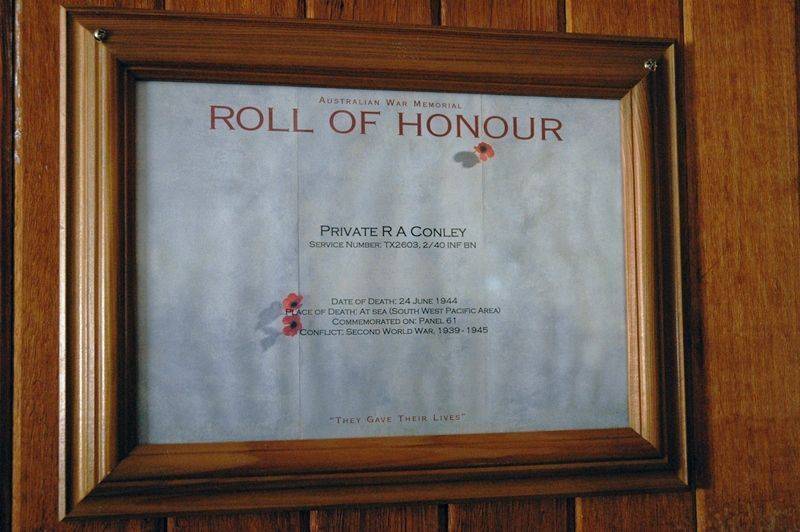 Australian War Memorial
ROLL OF HONOUR
Private R A Conley
Service Number: TX2603, 2/40 INF BN
Date of Death: 24 June 1944
Place of Death: At sea (South West Pacific Area)
Commemorated on: Panel 61
Conflict: Second World War, 1939 - 1945
"They Gave Their Lives"